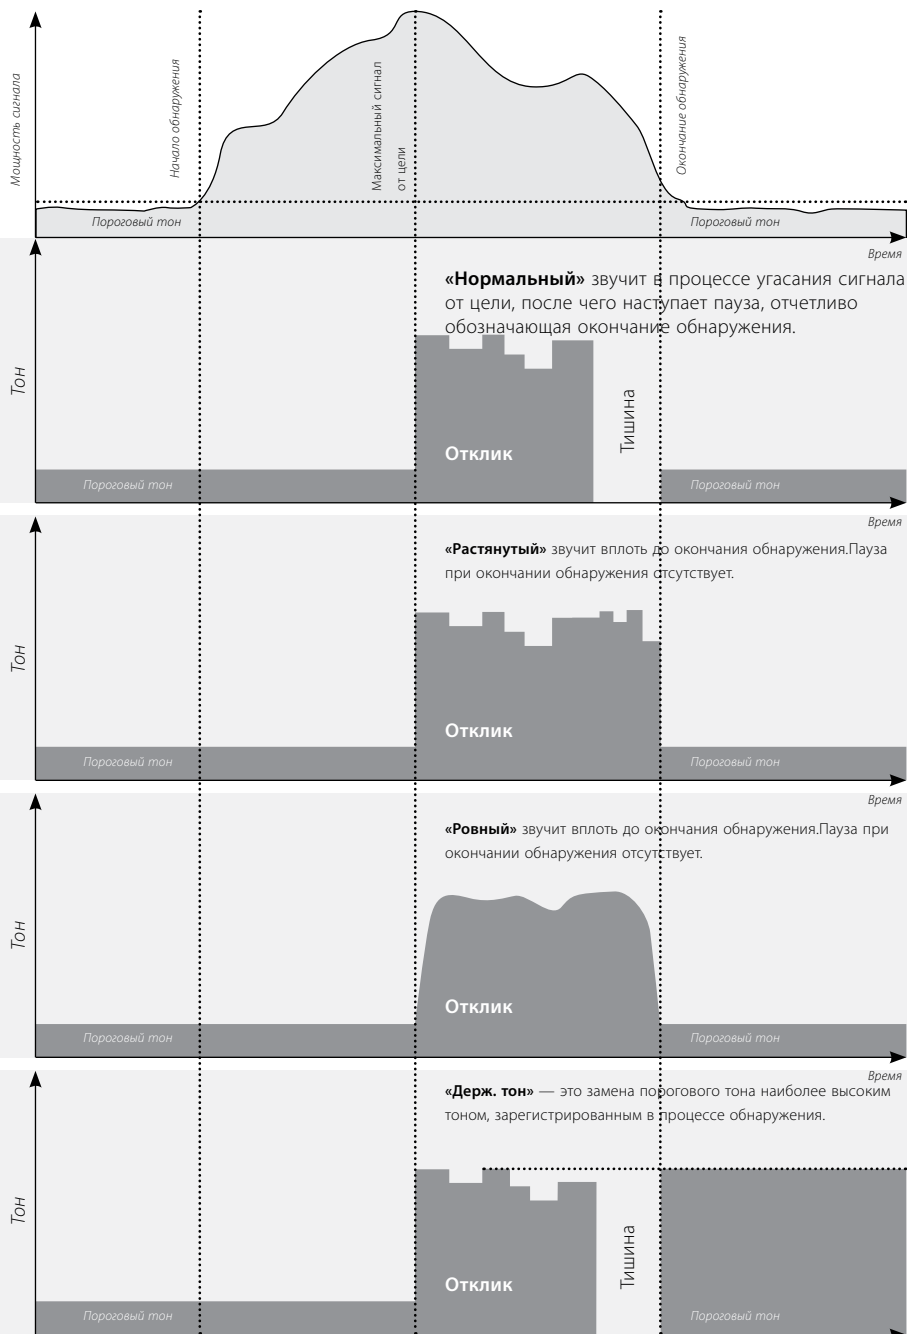 Мощность сигнала
Начало обнаружения
Максимальный сигнал
от цели
Окончание обнаружения
Пороговый тон
Пороговый тон
Время
«Нормальный» звучит в процессе угасания сигнала
от цели, после чего наступает пауза, отчетливо
обозначающая окончание обнаружения.
Тон
Отклик
Тишина
Пороговый тон
Пороговый тон
Время
«Растянутый» звучит вплоть до окончания обнаружения.Пауза
при окончании обнаружения отсутствует.
Тон
Отклик
Пороговый тон
Пороговый тон
Время
«Ровный» звучит вплоть до окончания обнаружения.Пауза при
окончании обнаружения отсутствует.
Тон
Отклик
Пороговый тон
Пороговый тон
Время
«Держ. тон» — это замена порогового тона наиболее высоким
тоном, зарегистрированным в процессе обнаружения.
Тон
Отклик
Тишина
Пороговый тон
Пороговый тон